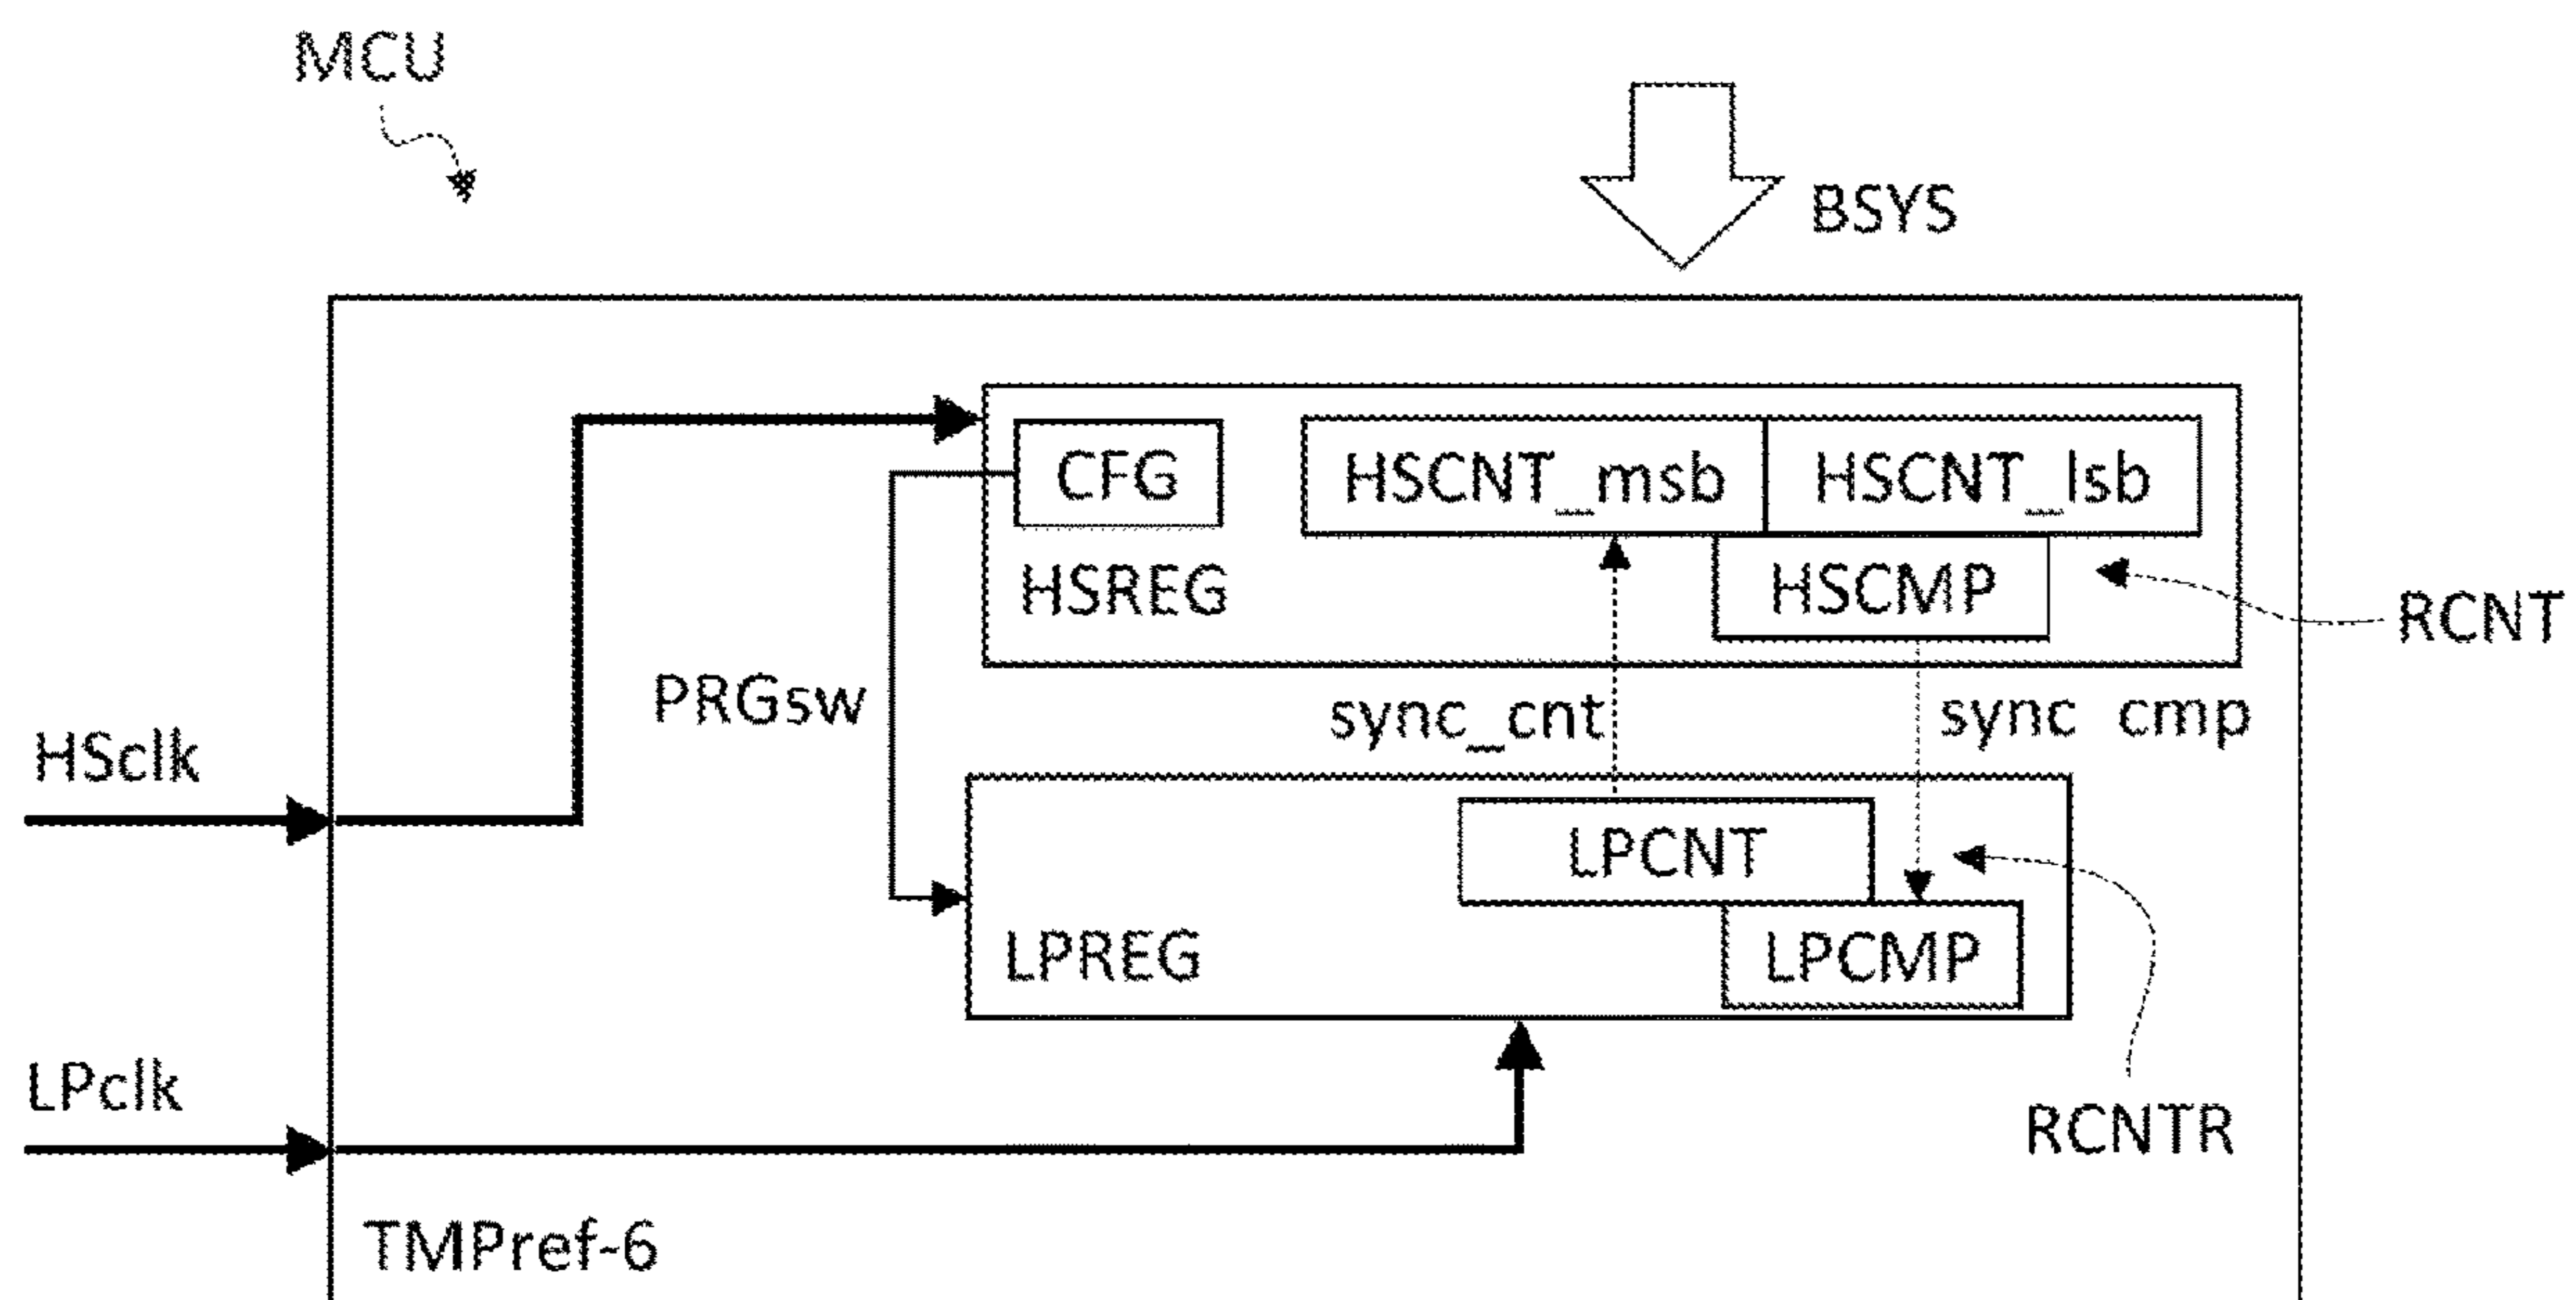 MCU
BSYS
CFG
HSCNT_msb
HSCNT_lsb
HSREG
HSCMP
RCNT
PRGsw
sync_cnt
sync cmp
HSclk
LPCNT
LPREG
LPCMP
LPclk
RCNTR
TMPref-6